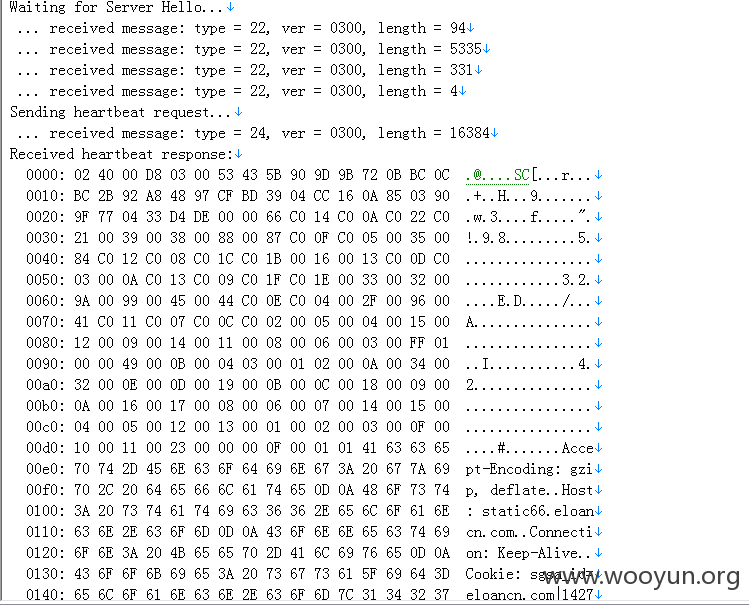 Waiting for Server Hello...↓
... received message: type = 22, ver = 0300, length = 94↓
... received message: type = 22, ver = 0300, length = 5335↓
... received message: type = 22, ver = 0300, length = 331↓
... received message: type = 22, ver = 0300, length = 4↓
Sending heartbeat request...↓
... received message: type = 24, ver = 0300, length = 16384↓
Received heartbeat response:↓
0000: 02 40 00 D8 03 00 53 43 5B 90 9D 9B 72 0B BC 0C .@....SC[...r...↓
0010: BC 2B 92 A8 48 97 CF BD 39 04 CC 16 0A 85 03 90 .+..H...9.......↓
0020: 9F 77 04 33 D4 DE 00 00 66 C0 14 C0 0A C0 22 C0 .w.3....f.....".↓
0030: 21 00 39 00 38 00 88 00 87 C0 0F C0 05 00 35 00 !.9.8.........5.↓
0040: 84 C0 12 C0 08 C0 1C C0 1B 00 16 00 13 C0 0D C0 ................↓
0050: 03 00 0A C0 13 C0 09 C0 1F C0 1E 00 33 00 32 00 ............3.2.↓
0060: 9A 00 99 00 45 00 44 C0 0E C0 04 00 2F 00 96 00 ....E.D...../...↓
0070: 41 C0 11 C0 07 C0 0C C0 02 00 05 00 04 00 15 00 A...............↓
0080: 12 00 09 00 14 00 11 00 08 00 06 00 03 00 FF 01 ................↓
0090: 00 00 49 00 0B 00 04 03 00 01 02 00 0A 00 34 00 ..I...........4.↓
00a0: 32 00 0E 00 0D 00 19 00 0B 00 0C 00 18 00 09 00 2...............↓
00b0: 0A 00 16 00 17 00 08 00 06 00 07 00 14 00 15 00 ................↓
00c0: 04 00 05 00 12 00 13 00 01 00 02 00 03 00 0F 00 ................↓
00d0: 10 00 11 00 23 00 00 00 0F 00 01 01 41 63 63 65 ....#.......Acce↓
00e0: 70 74 2D 45 6E 63 6F 64 69 6E 67 3A 20 67 7A 69 pt-Encoding: gzi↓
00f0: 70 2C 20 64 65 66 6C 61 74 65 0D 0A 48 6F 73 74 p, deflate..Host↓
0100: 3A 20 73 74 61 74 69 63 36 36 2E 65 6C 6F 61 6E : static66.eloan↓
0110: 63 6E 2E 63 6F 6D 0D 0A 43 6F 6E 6E 65 63 74 69 cn.com..Connecti↓
0120: 6F 6E 3A 20 4B 65 65 70 2D 41 6C 69 76 65 0D 0A on: Keep-Alive..↓
0130: 43 6F 6F 6B 69 65 3A 20 73 67 73 61 5F 69 64 3D Cookie: sgsa_id=↓
0140: 65 6C 6F 61 6E 63 6E 2E 63 6F 6D 7C 31 34 32 37 eloancn.com|1427↓
www.wooyun.org